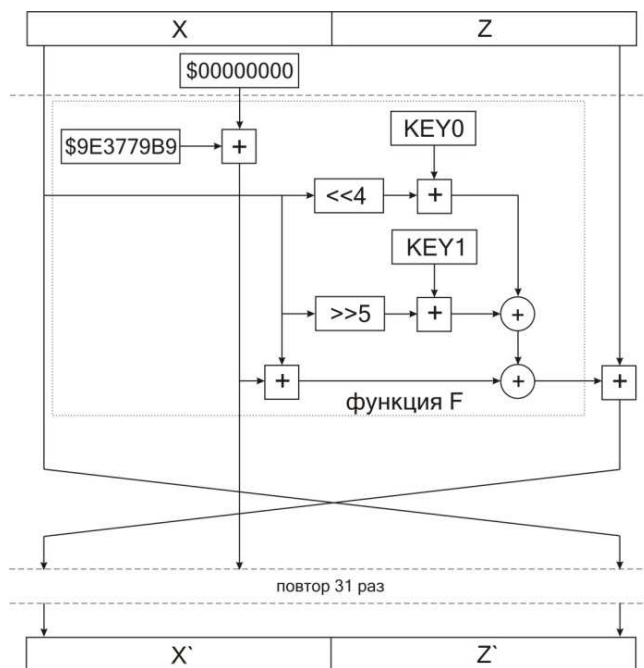 X Z
$00000000
$9E3779B9 + KEY0
<<4 +
KEY1
>>5 + +
+ + +
функция F
повтор 31 раз
X` Z`